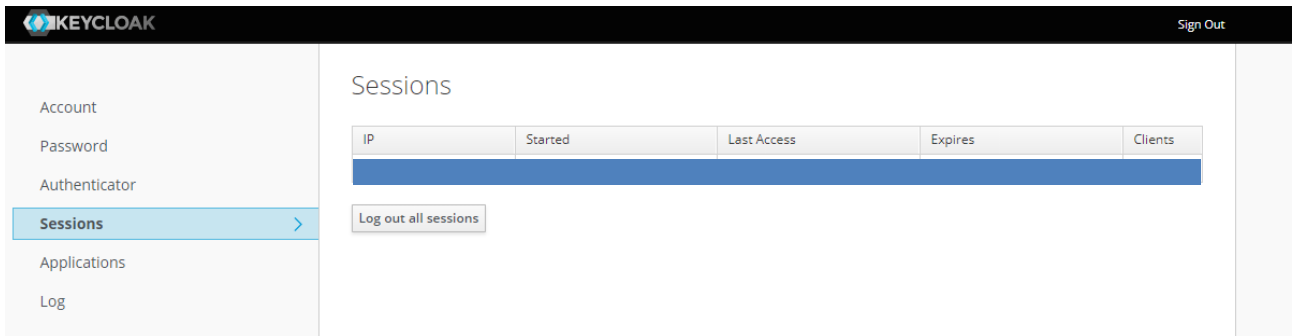 KEYCLOAK
Sign Out
Account
Password
Authenticator
Sessions
Applications
Log
Sessions
IP Started Last Access Expires Clients
Log out all sessions